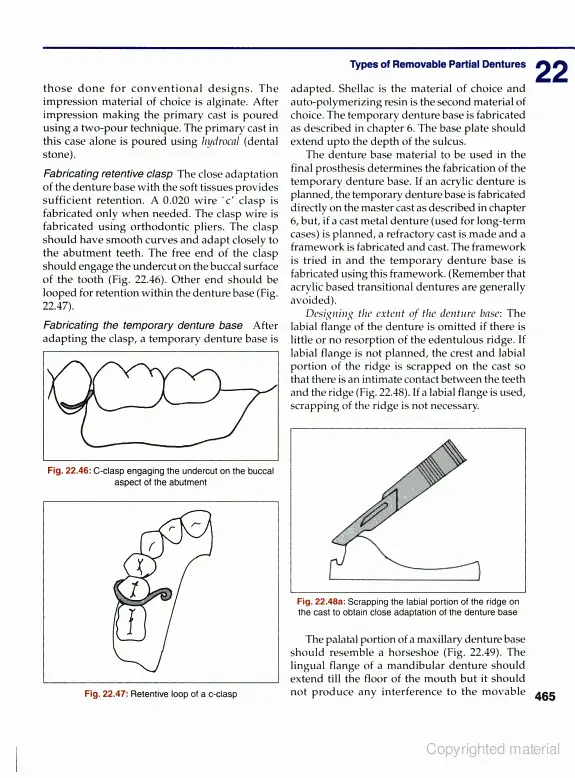 Types of Removable Partial Dentures
22
those done for conventional designs. The
impression material of choice is alginate. After
impression making the primary cast is poured
using a two-pour technique. The primary cast in
this case alone is poured using hydrocal (dental
stone).
Fabricating retentive clasp The close adaptation
of the denture base with the soft tissues provides
sufficient retention. A 0.020 wire `c' clasp is
fabricated only when needed. The clasp wire is
fabricated using orthodontic pliers. The clasp
should have smooth curves and adapt closely to
the abutment teeth. The free end of the clasp
should engage the undercut on the buccal surface
of the tooth (Fig. 22.46). Other end should be
looped for retention within the denture base (Fig.
22.47).
Fabricating the temporary denture base After
adapting the clasp, a temporary denture base is
Fig. 22.46: C-clasp engaging the undercut on the buccal
aspect of the abutment
Fig. 22.47: Retentive loop of a c-clasp
adapted. Shellac is the material of choice and
auto-polymerizing resin is the second material of
choice. The temporary denture base is fabricated
as described in chapter 6. The base plate should
extend upto the depth of the sulcus.
The denture base material to be used in the
final prosthesis determines the fabrication of the
temporary denture base. If an acrylic denture is
planned, the temporary denture base is fabricated
directly on the master cast as described in chapter
6, but, if a cast metal denture (used for long-term
cases) is planned, a refractory cast is made and a
framework is fabricated and cast. The framework
is tried in and the temporary denture base is
fabricated using this framework. (Remember that
acrylic based transitional dentures are generally
avoided).
Designing the extent of the denture base: The
labial flange of the denture is omitted if there is
little or no resorption of the edentulous ridge. If
labial flange is not planned, the crest and labial
portion of the ridge is scrapped on the cast so
that there is an intimate contact between the teeth
and the ridge (Fig. 22.48). If a labial flange is used,
scrapping of the ridge is not necessary.
Fig. 22.48a: Scrapping the labial portion of the ridge on
the cast to obtain close adaptation of the denture base
The palatal portion of a maxillary denture base
should resemble a horseshoe (Fig. 22.49). The
lingual flange of a mandibular denture should
extend till the floor of the mouth but it should
not produce any interference to the movable
465
Copyrighted material